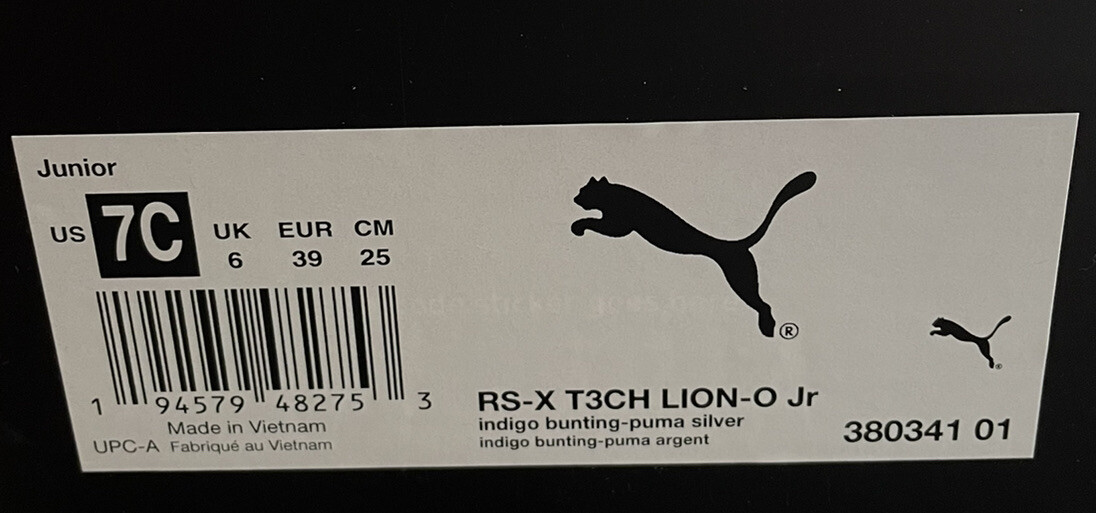 Junior
US 7C UK EUR CM
6 39 25
1 94579 48275 3
Made in Vietnam
UPC-A Fabriqué au Vietnam
®
RS-X T3CH LION-O Jr
indigo bunting-puma silver
indigo bunting-puma argent
380341 01